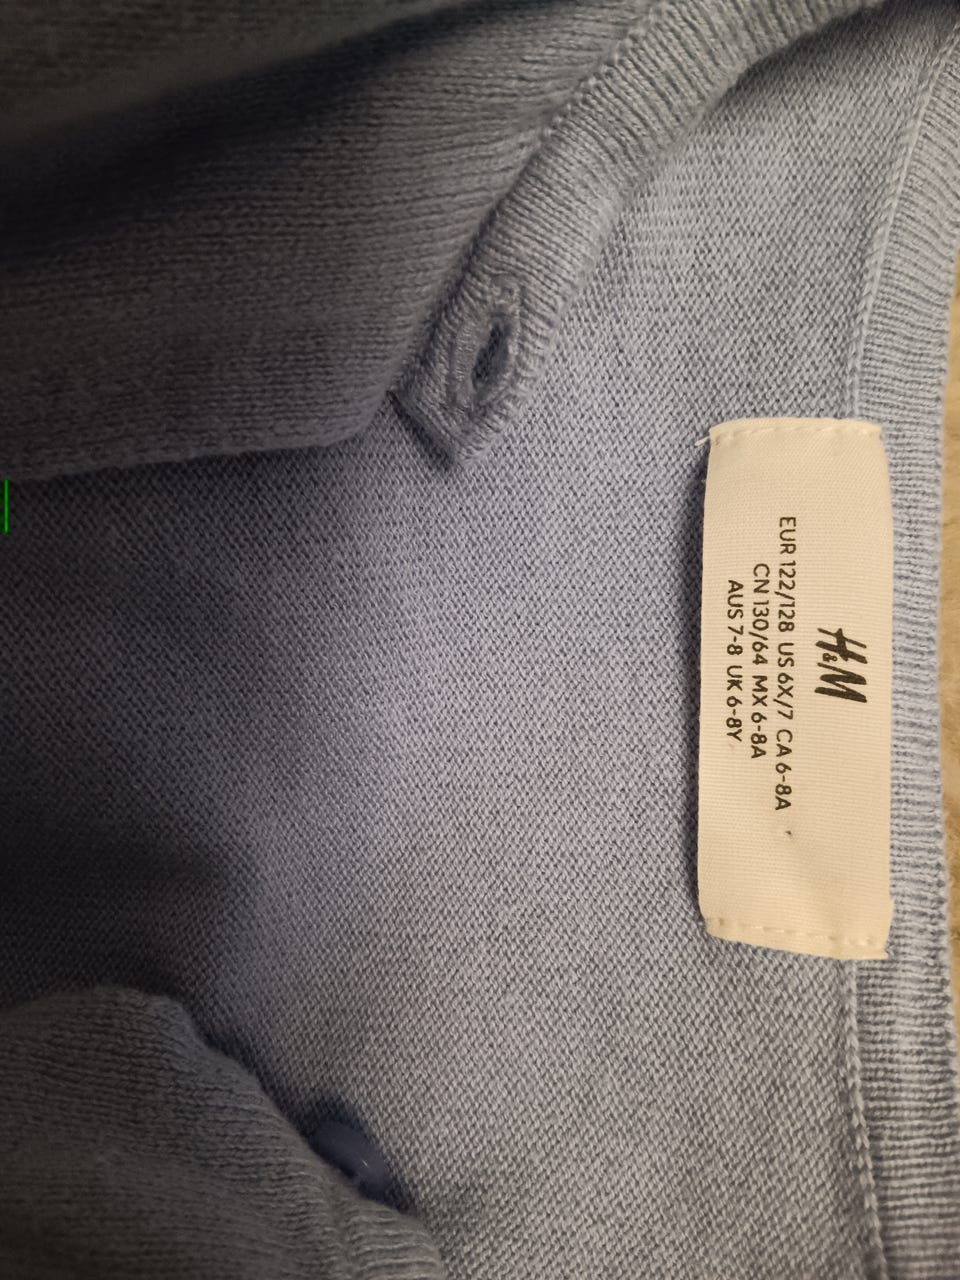 H&M
EUR 122/128 US 6X/7 CA 6-8A
CN 130/64 MX 6-8A
AUS 7-8 UK 6-8Y